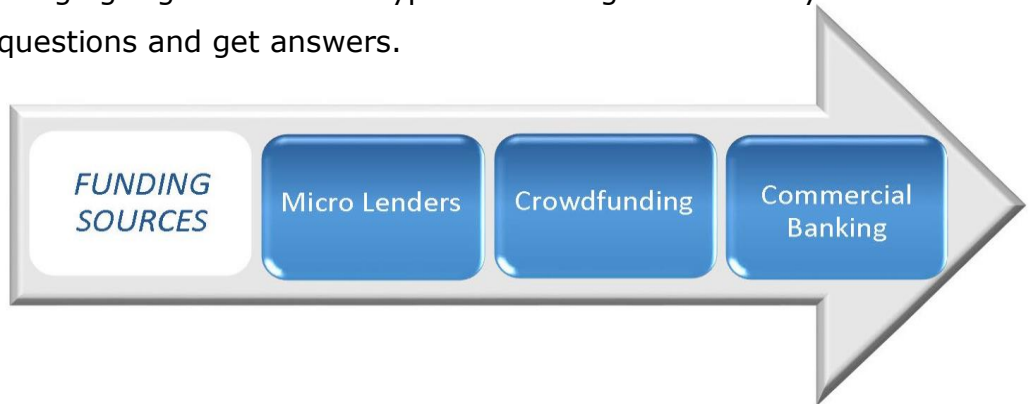 questions and get answers.
FUNDING
SOURCES
Micro Lenders
Crowdfunding
Commercial
Banking